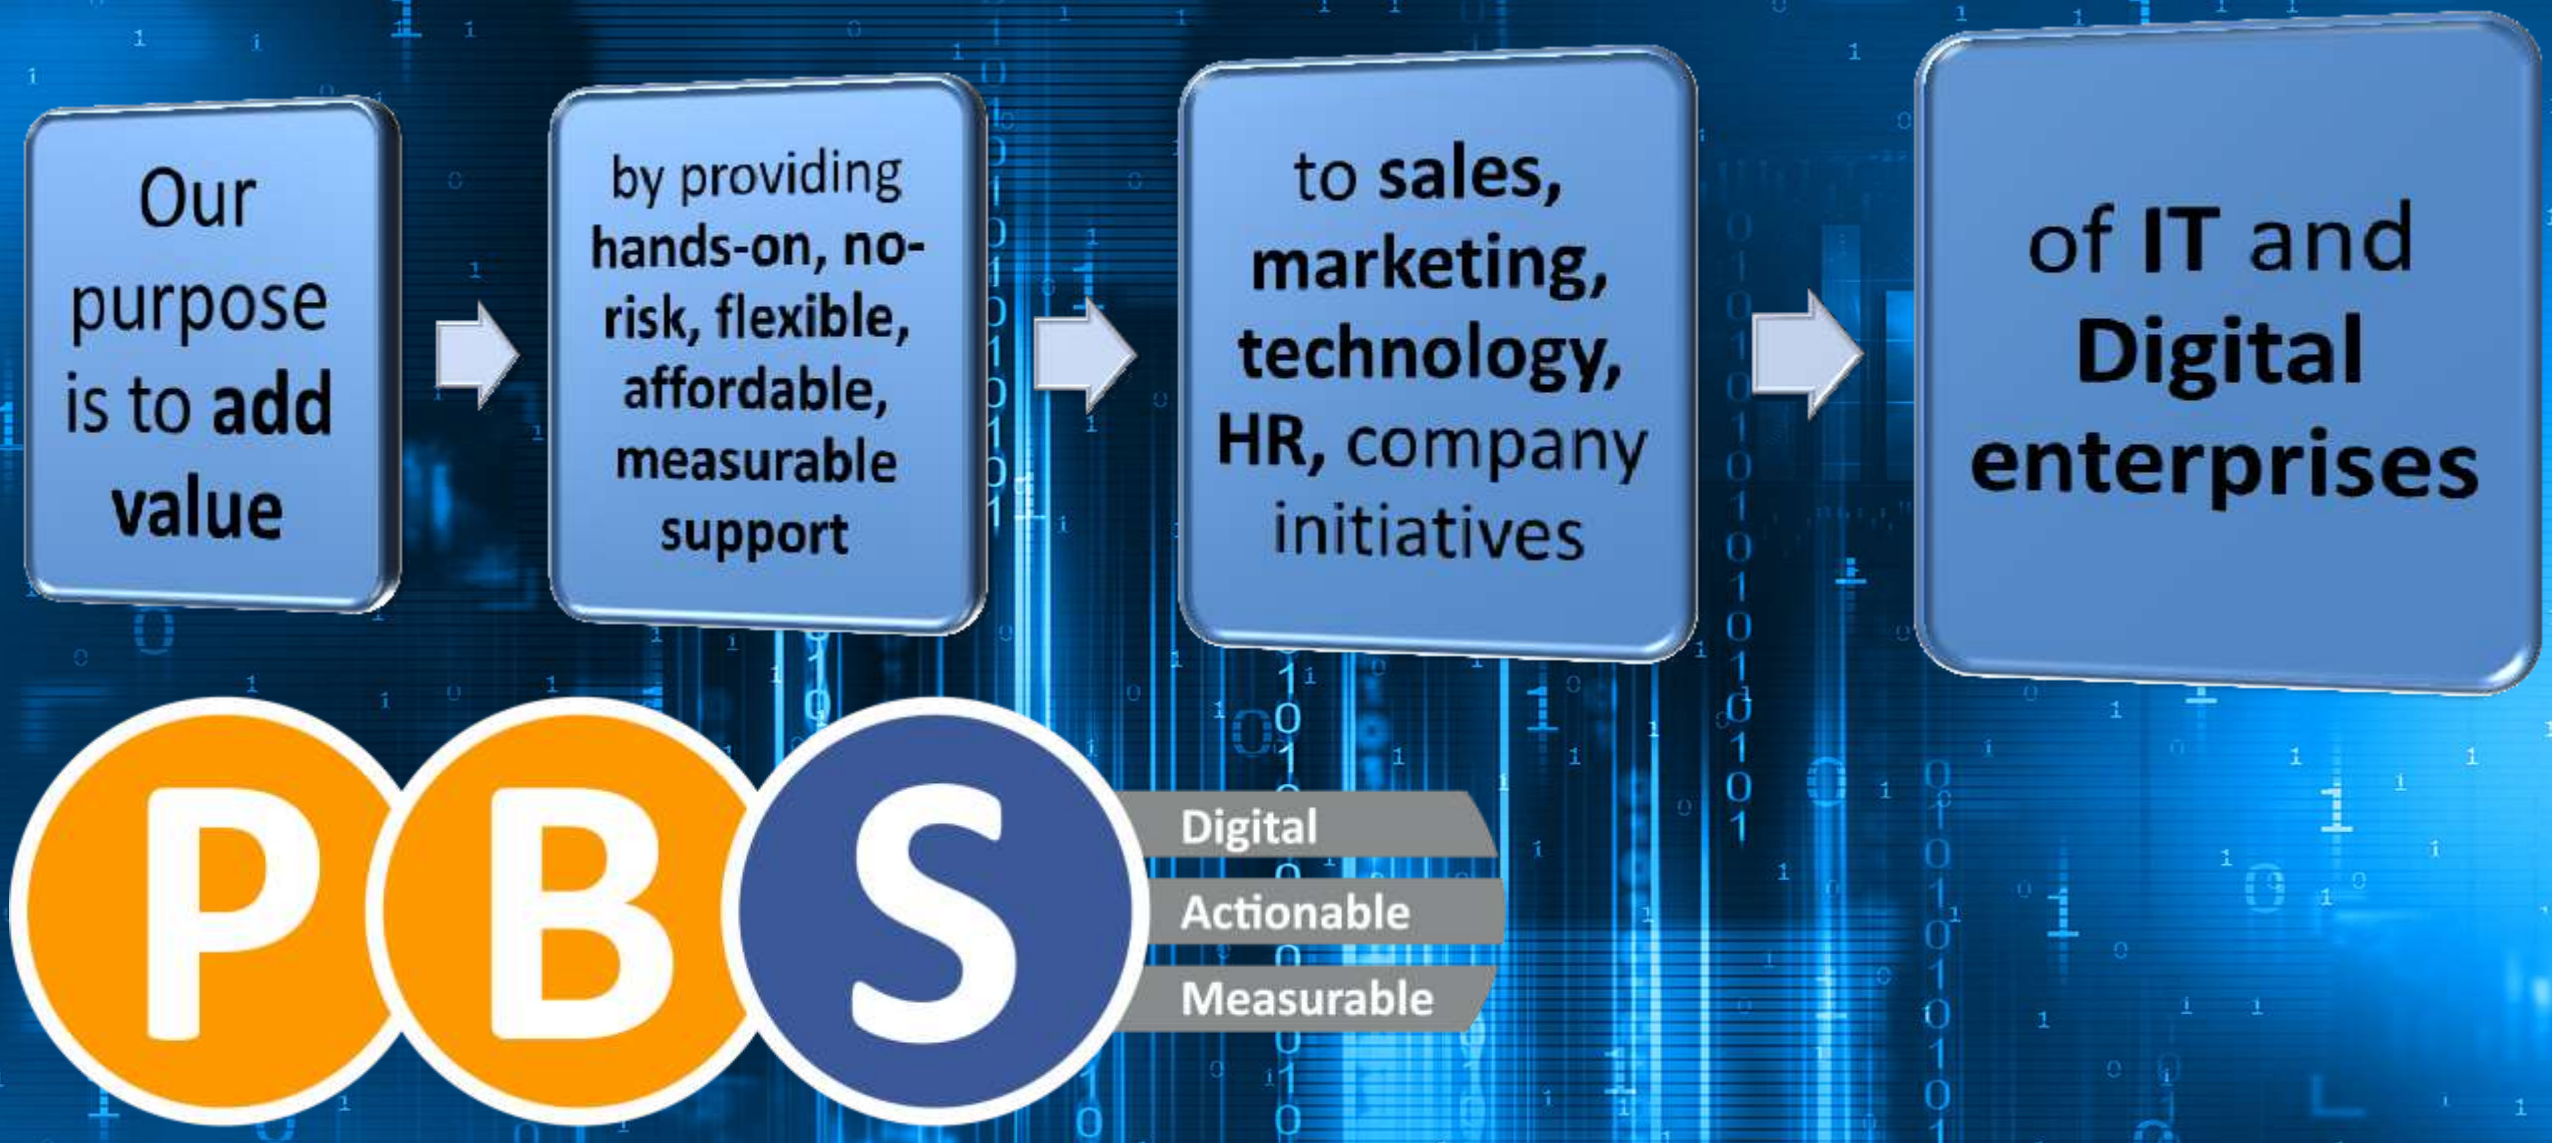 Our
purpose
is to add
value
by providing
hands-on, no-
risk, flexible,
affordable,
measurable
support
to sales,
marketing,
technology,
HR, company
initiatives
of IT and
Digital
enterprises
PBS
Digital
Actionable
Measurable